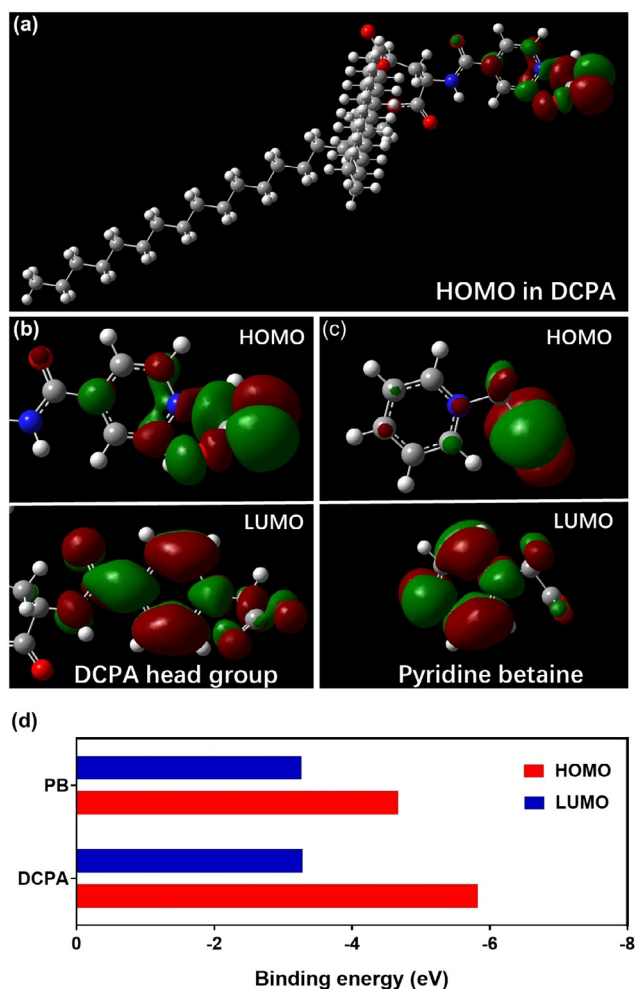 (a)
HOMO in DCPA
(b)
HOMO
(c)
HOMO
LUMO
DCPA head group
LUMO
Pyridine betaine
(d)
PB
DCPA
HOMO
LUMO
0
-2
-4
-6
-8
Binding energy (eV)